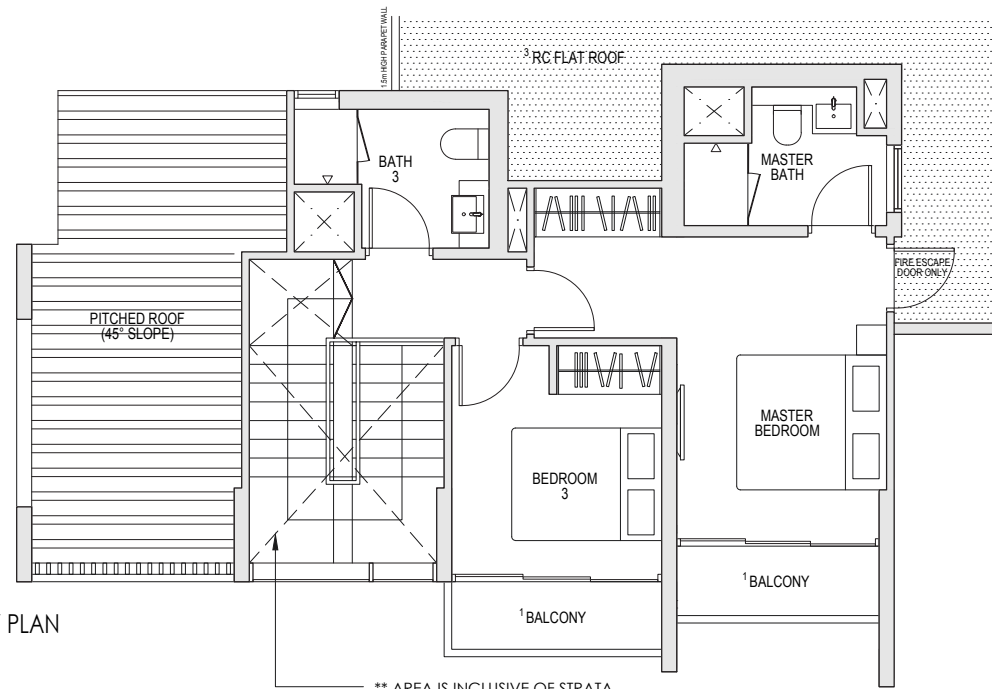 1.5m HIGH PARAPET WALL
3 RC FLAT ROOF
BATH
3
MASTER
BATH
FIRE ESCAPE
DOOR ONLY
PITCHED ROOF
(45° SLOPE)
MASTER
BEDROOM
BEDROOM
3
1 BALCONY
1 BALCONY
PLAN
** AREA IS INCLUSIVE OF STRATA